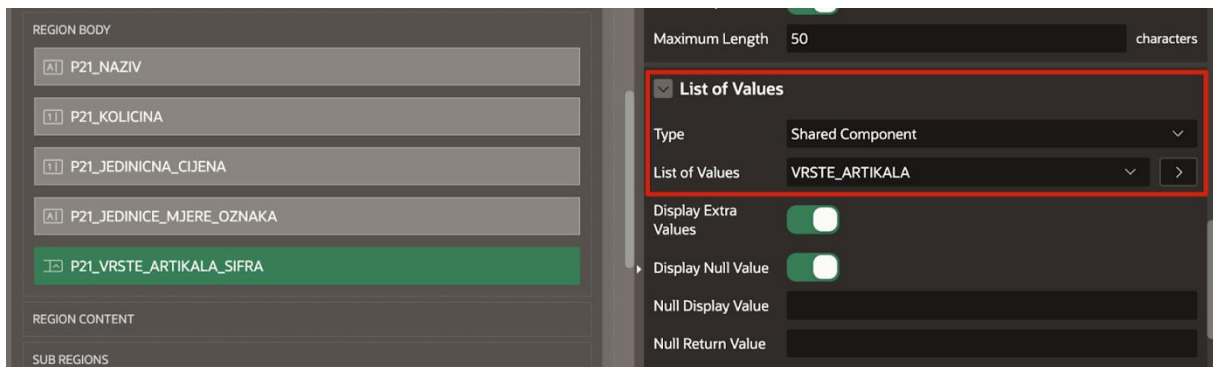 REGION BODY
P21_NAZIV
P21_KOLICINA
P21_JEDINICNA_CIJENA
P21_JEDINICE_MJERE_OZNAKA
P21_VRSTE_ARTIKALA_SIFRA
REGION CONTENT
SUB REGIONS
Maximum Length 50 characters
List of Values
Type Shared Component
List of Values VRSTE_ARTIKALA
Display Extra
Values
Display Null Value
Null Display Value
Null Return Value